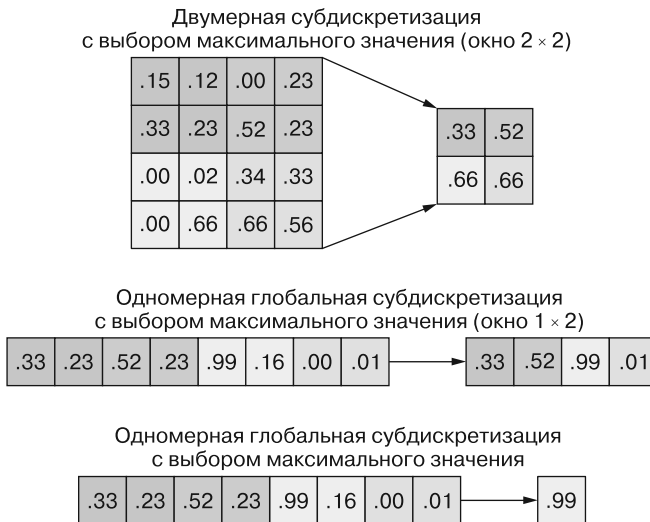 Двумерная субдискретизация
с выбором максимального значения (окно 2 × 2)
.15 .12 .00 .23
.33 .23 .52 .23
.33 .52
.00 .02 .34 .33
.66 .66
.00 .66 .66 .56
Одномерная глобальная субдискретизация
с выбором максимального значения (окно 1 × 2)
.33 .23 .52 .23 .99 .16 .00 .01 .33 .52 .99 .01
Одномерная глобальная субдискретизация
с выбором максимального значения
.33 .23 .52 .23 .99 .16 .00 .01 .99